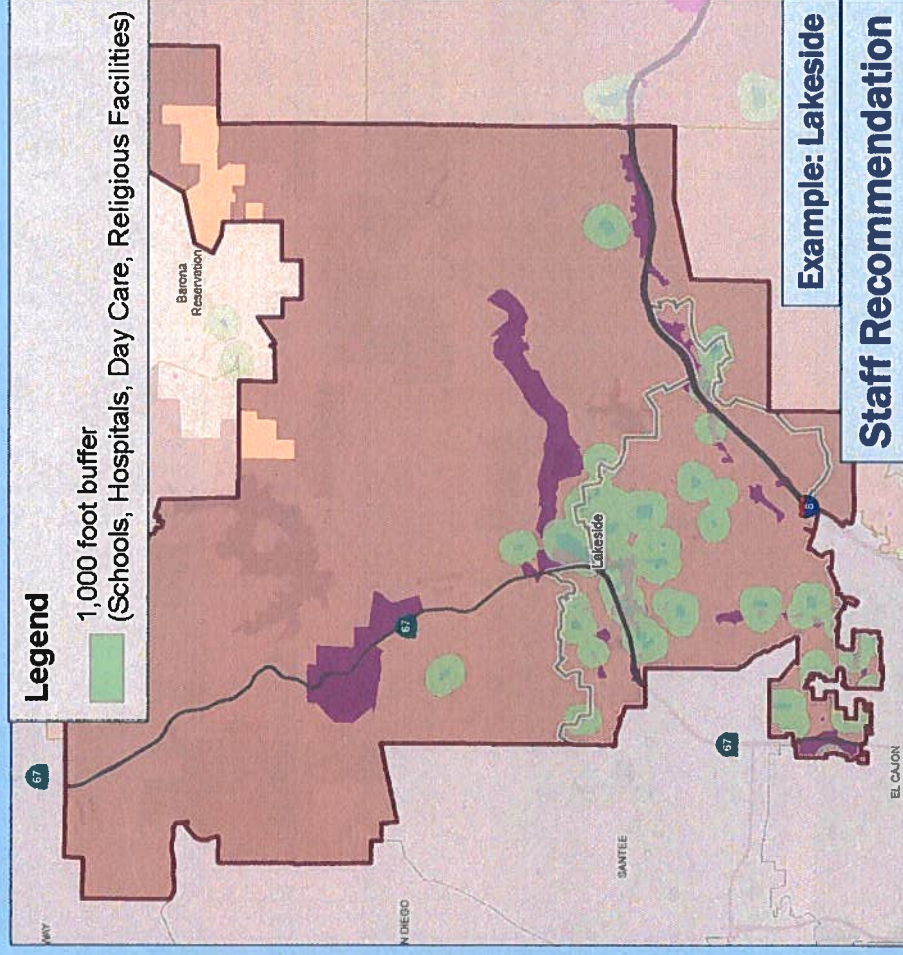 Legend
1,000 foot buffer
(Schools, Hospitals, Day Care, Religious Facilities)
67
WAY
Barona
Reservation
67
Lakeside
N DIEGO
SANTEE
67
8
EL CAJON
Example: Lakeside
Staff Recommendation